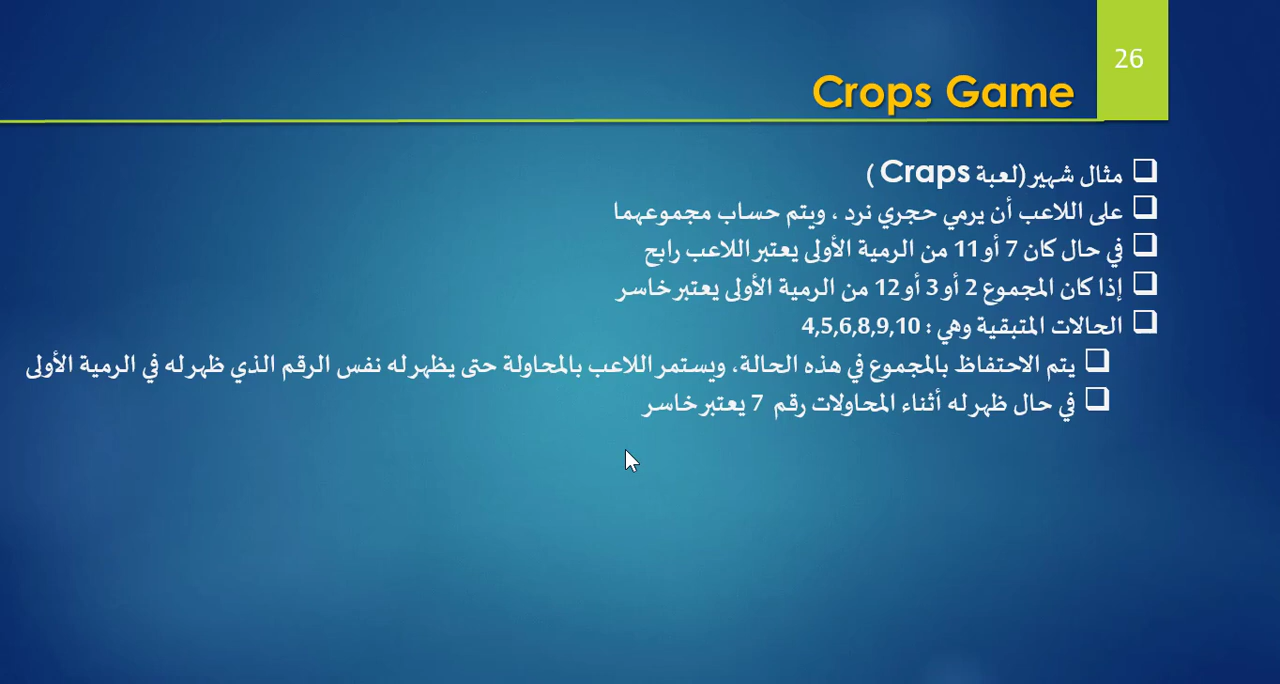 26
Crops Game
مثال شهير (لعبة Craps )
على اللاعب أن يرمي حجري نرد ، ويتم حساب مجموعهما
في حال كان 7 أو 11 من الرمية الأولى يعتبر اللاعب رابح
إذا كان المجموع 2 أو 3 أو 12 من الرمية الأولى يعتبر خاسر
الحالات المتبقية وهي : 4,5,6,8,9,10
يتم الاحتفاظ بالمجموع في هذه الحالة، ويستمر اللاعب بالمحاولة حتى يظهر له نفس الرقم الذي ظهر له في الرمية الأولى
في حال ظهر له أثناء المحاولات رقم 7 يعتبر خاسر